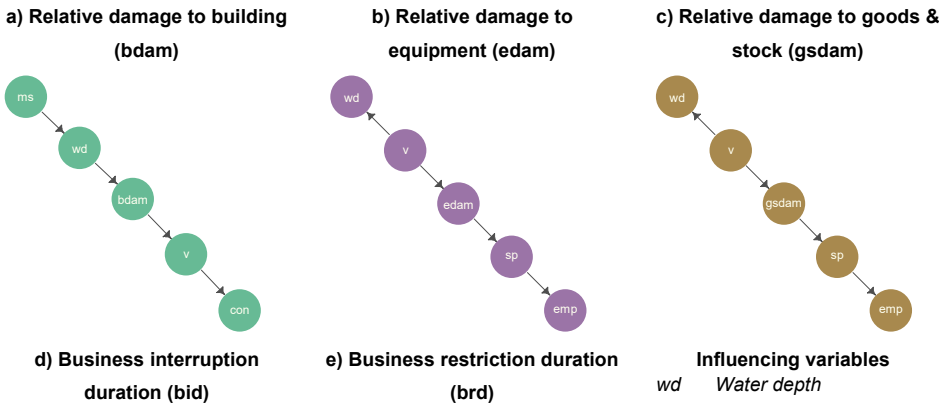 a) Relative damage to building
(bdam)
b) Relative damage to
equipment (edam)
c) Relative damage to goods &
stock (gsdam)
ms
wd
bdam
v
con
wd
v
edam
sp
emp
wd
v
gsdam
sp
emp
d) Business interruption
duration (bid)
e) Business restriction duration
(brd)
Influencing variables
wd Water depth